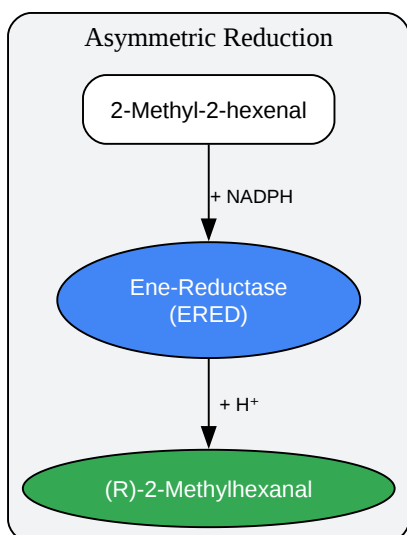 Asymmetric Reduction
2-Methyl-2-hexenal
+ NADPH
Ene-Reductase
(ERED)
+ H⁺
(R)-2-Methylhexanal